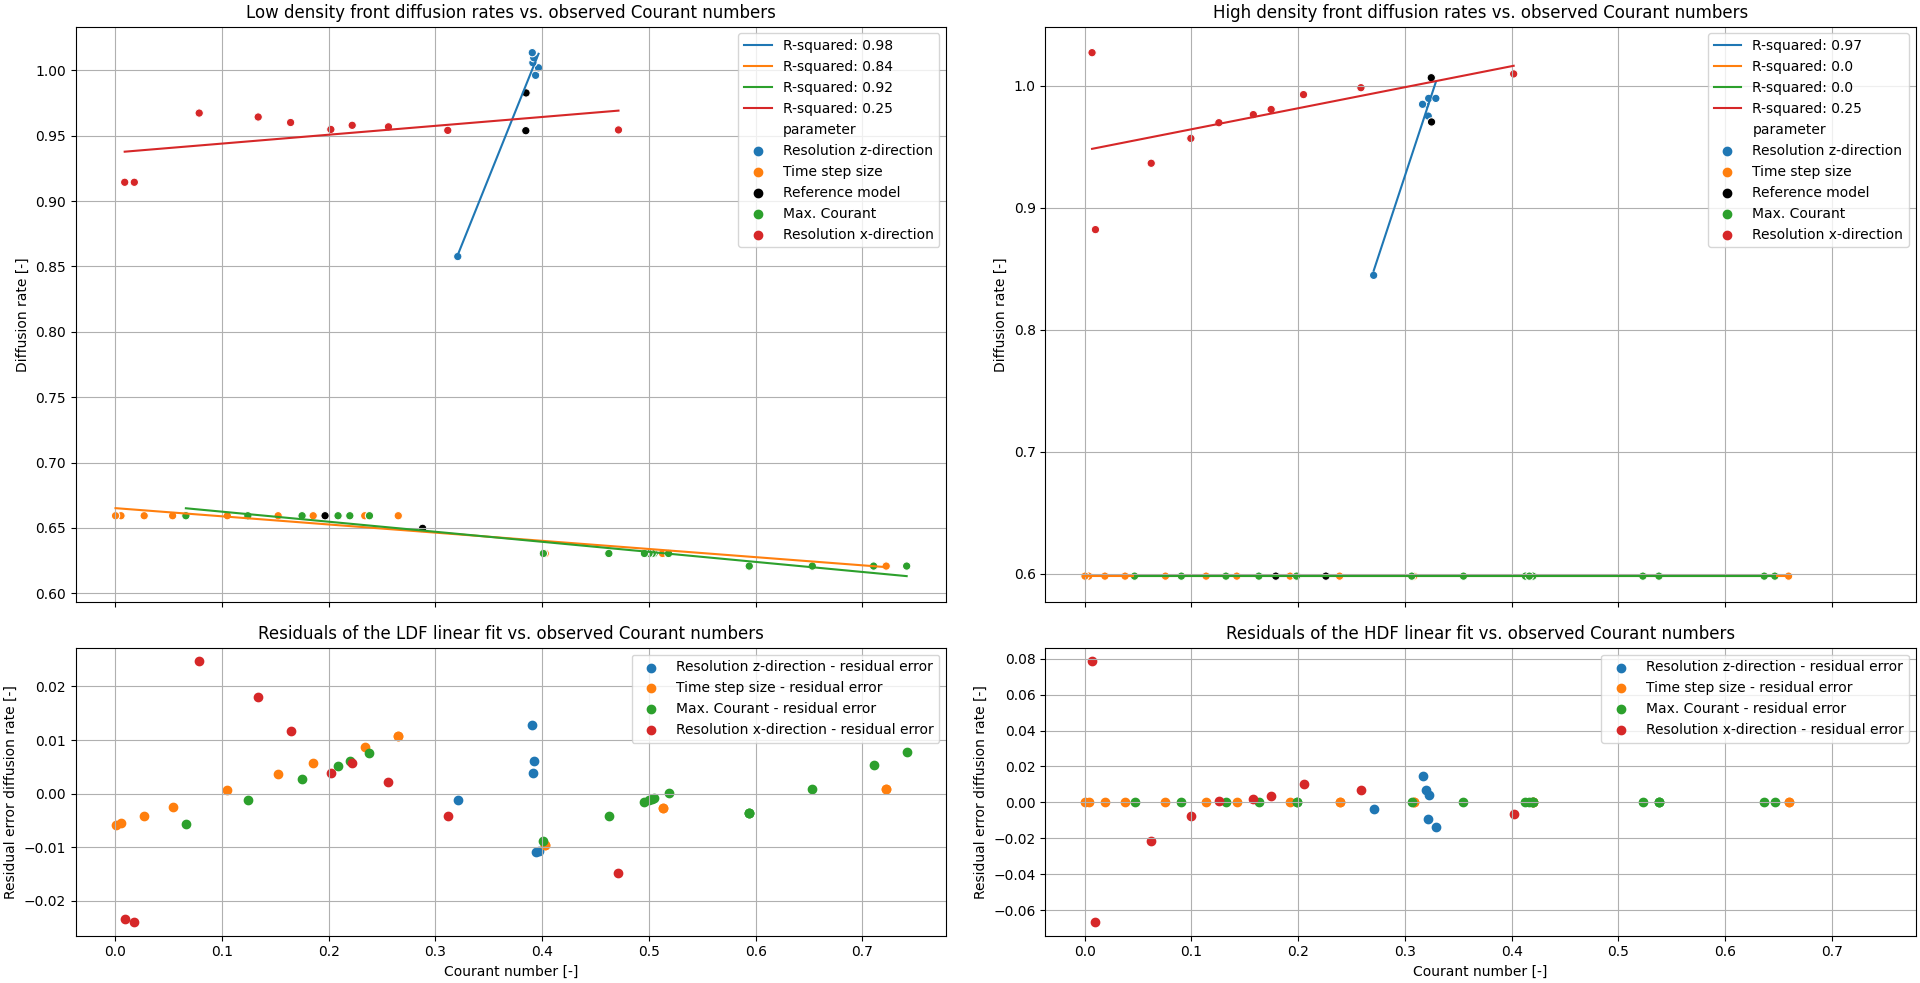 Low density front diffusion rates vs. observed Courant numbers
Diffusion rate [-]
1.00
0.95
0.90
0.85
0.80
0.75
0.70
0.65
0.60
R-squared: 0.98
R-squared: 0.84
R-squared: 0.92
R-squared: 0.25
parameter
Resolution z-direction
Time step size
Reference model
Max. Courant
Resolution x-direction
High density front diffusion rates vs. observed Courant numbers
Diffusion rate [-]
1.0
0.9
0.8
0.7
0.6
R-squared: 0.97
R-squared: 0.0
R-squared: 0.0
R-squared: 0.25
parameter
Resolution z-direction
Time step size
Reference model
Max. Courant
Resolution x-direction
Residuals of the LDF linear fit vs. observed Courant numbers
Residual error diffusion rate [-]
0.02
0.01
0.00
−0.01
−0.02
Resolution z-direction - residual error
Time step size - residual error
Max. Courant - residual error
Resolution x-direction - residual error
0.0 0.1 0.2 0.3 0.4 0.5 0.6 0.7
Courant number [-]
Residuals of the HDF linear fit vs. observed Courant numbers
Residual error diffusion rate [-]
0.08
0.06
0.04
0.02
0.00
−0.02
−0.04
−0.06
Resolution z-direction - residual error
Time step size - residual error
Max. Courant - residual error
Resolution x-direction - residual error
0.0 0.1 0.2 0.3 0.4 0.5 0.6 0.7
Courant number [-]